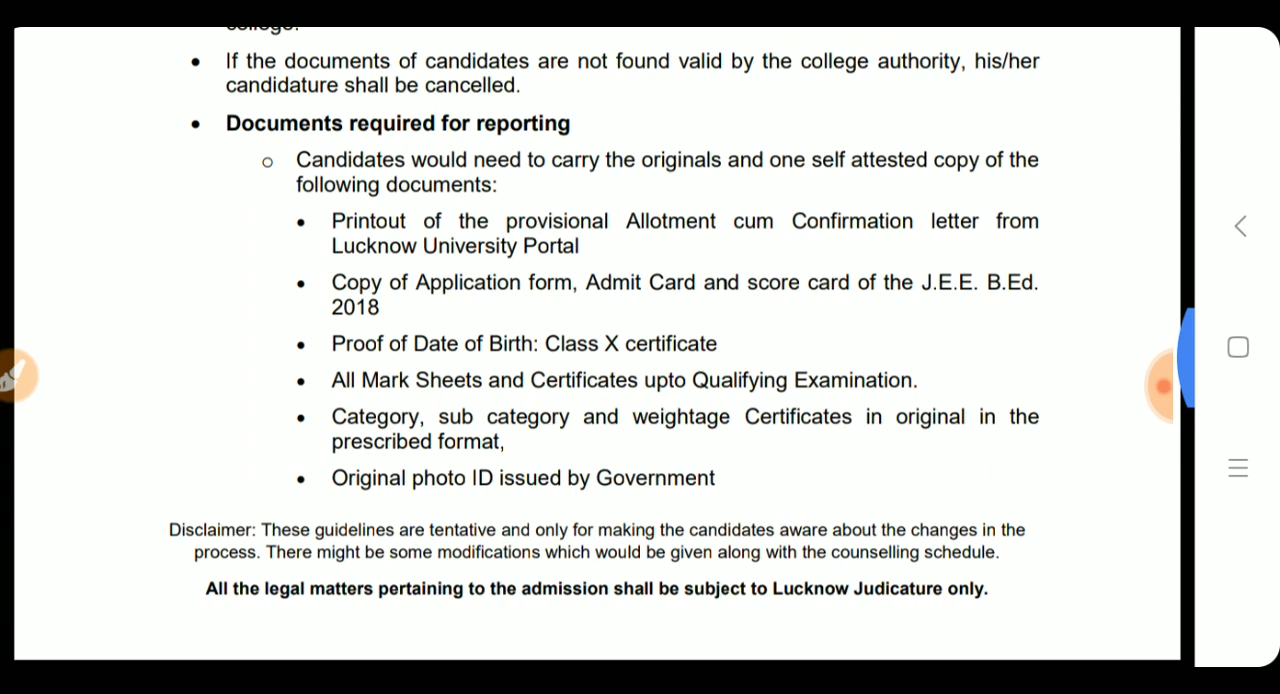 • If the documents of candidates are not found valid by the college authority, his/her
candidature shall be cancelled.
• Documents required for reporting
o Candidates would need to carry the originals and one self attested copy of the
following documents:
• Printout of the provisional Allotment cum Confirmation letter from
Lucknow University Portal
• Copy of Application form, Admit Card and score card of the J.E.E. B.Ed.
2018
• Proof of Date of Birth: Class X certificate
• All Mark Sheets and Certificates upto Qualifying Examination.
• Category, sub category and weightage Certificates in original in the
prescribed format,
• Original photo ID issued by Government
Disclaimer: These guidelines are tentative and only for making the candidates aware about the changes in the
process. There might be some modifications which would be given along with the counselling schedule.
All the legal matters pertaining to the admission shall be subject to Lucknow Judicature only.